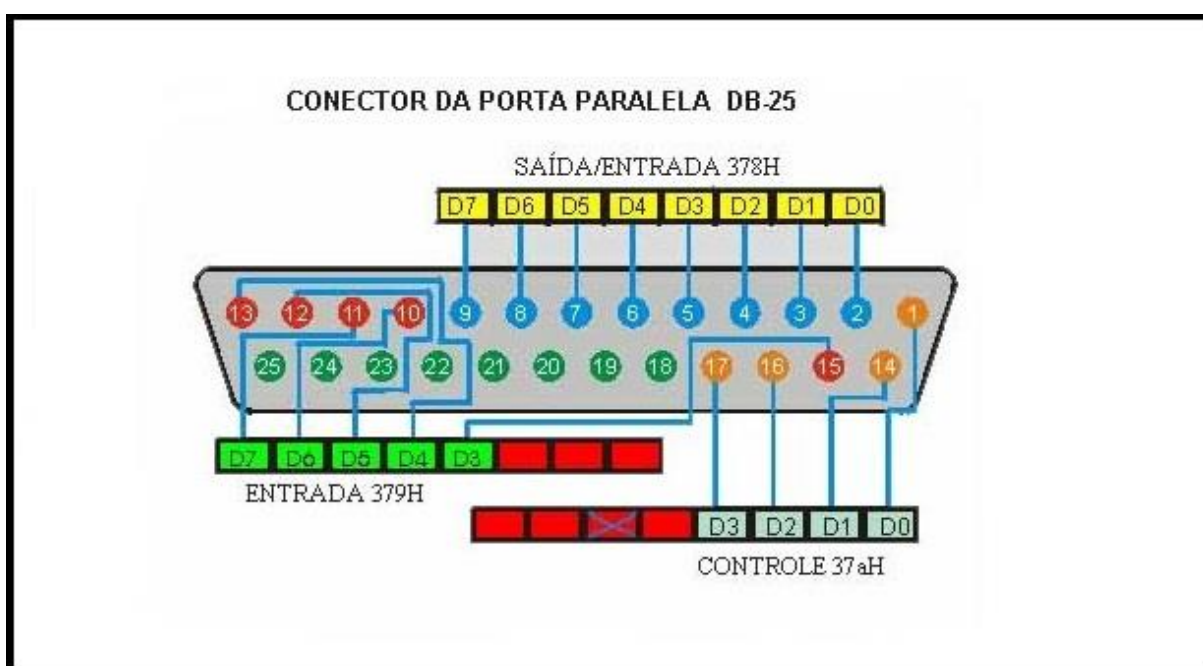 CONECTOR DA PORTA PARALELA DB-25
SAÍDA/ENTRADA 378H
D7 D6 D5 D4 D3 D2 D1 D0
13 12 11 10 9 8 7 6 5 4 3 2 1
25 24 23 22 21 20 19 18 17 16 15 14
D7 D6 D5 D4 D3
ENTRADA 379H
D3 D2 D1 D0
CONTROLE 37aH